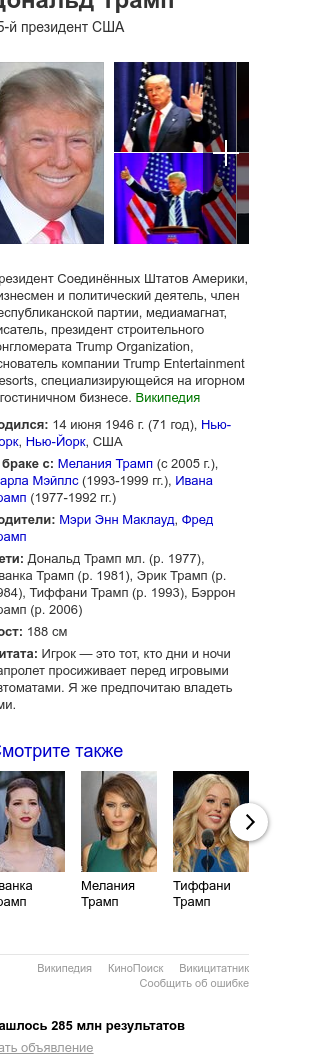 дональд Трамп
5-й президент США
резидент Соединённых Штатов Америки,
изнесмен и политический деятель, член
еспубликанской партии, медиамагнат,
исатель, президент строительного
онгломерата Trump Organization,
снователь компании Trump Entertainment
esorts, специализирующейся на игорном
гостиничном бизнесе. Википедия
одился: 14 июня 1946 г. (71 год), Нью-
орк, Нью-Йорк, США
браке с: Мелания Трамп (с 2005 г.),
арла Мэйплс (1993-1999 гг.), Ивана
рамп (1977-1992 гг.)
одители: Мэри Энн Маклауд, Фред
рамп
ети: Дональд Трамп мл. (р. 1977),
ванка Трамп (р. 1981), Эрик Трамп (р.
984), Тиффани Трамп (р. 1993), Бэррон
рамп (р. 2006)
ост: 188 см
итата: Игрок — это тот, кто дни и ночи
апролет просиживает перед игровыми
втоматами. Я же предпочитаю владеть
ми.
Смотрите также
ванка
рамп
Мелания
Трамп
Тиффани
Трамп
Википедия КиноПоиск Викицитатник
Сообщить об ошибке
ашлось 285 млн результатов
ать объявление